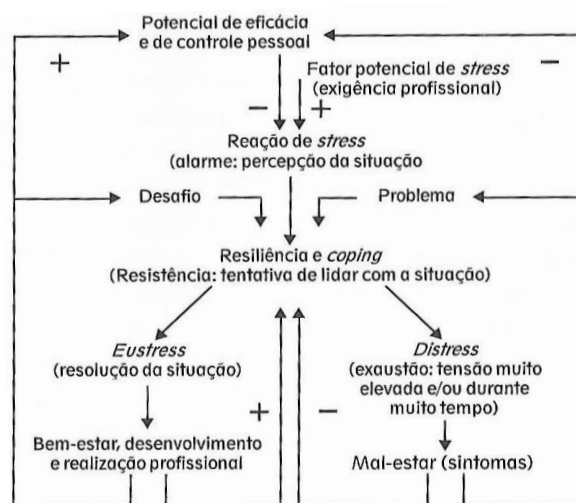 Potencial de eficácia
e de controle pessoal
+
–
Fator potencial de stress
(exigência profissional)
–
+
Reação de stress
(alarme: percepção da situação
Desafio
Problema
Resiliência e coping
(Resistência: tentativa de lidar com a situação)
Eustress
(resolução da situação)
Distress
(exaustão: tensão muito
elevada e/ou durante
muito tempo)
+
–
Bem-estar, desenvolvimento
e realização profissional
Mal-estar (sintomas)